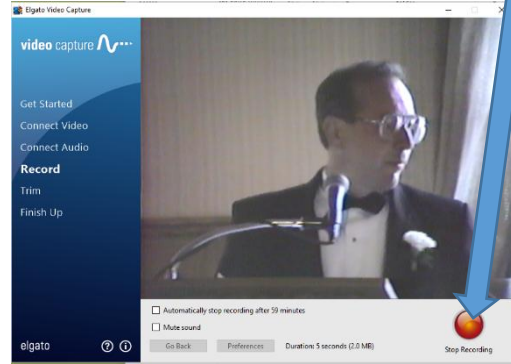 Elgato Video Capture
video capture
Get Started
Connect Video
Connect Audio
Record
Trim
Finish Up
Automatically stop recording after 59 minutes
Mute sound
Go Back Preferences Duration: 5 seconds (2.0 MB)
Stop Recording
elgato ? i